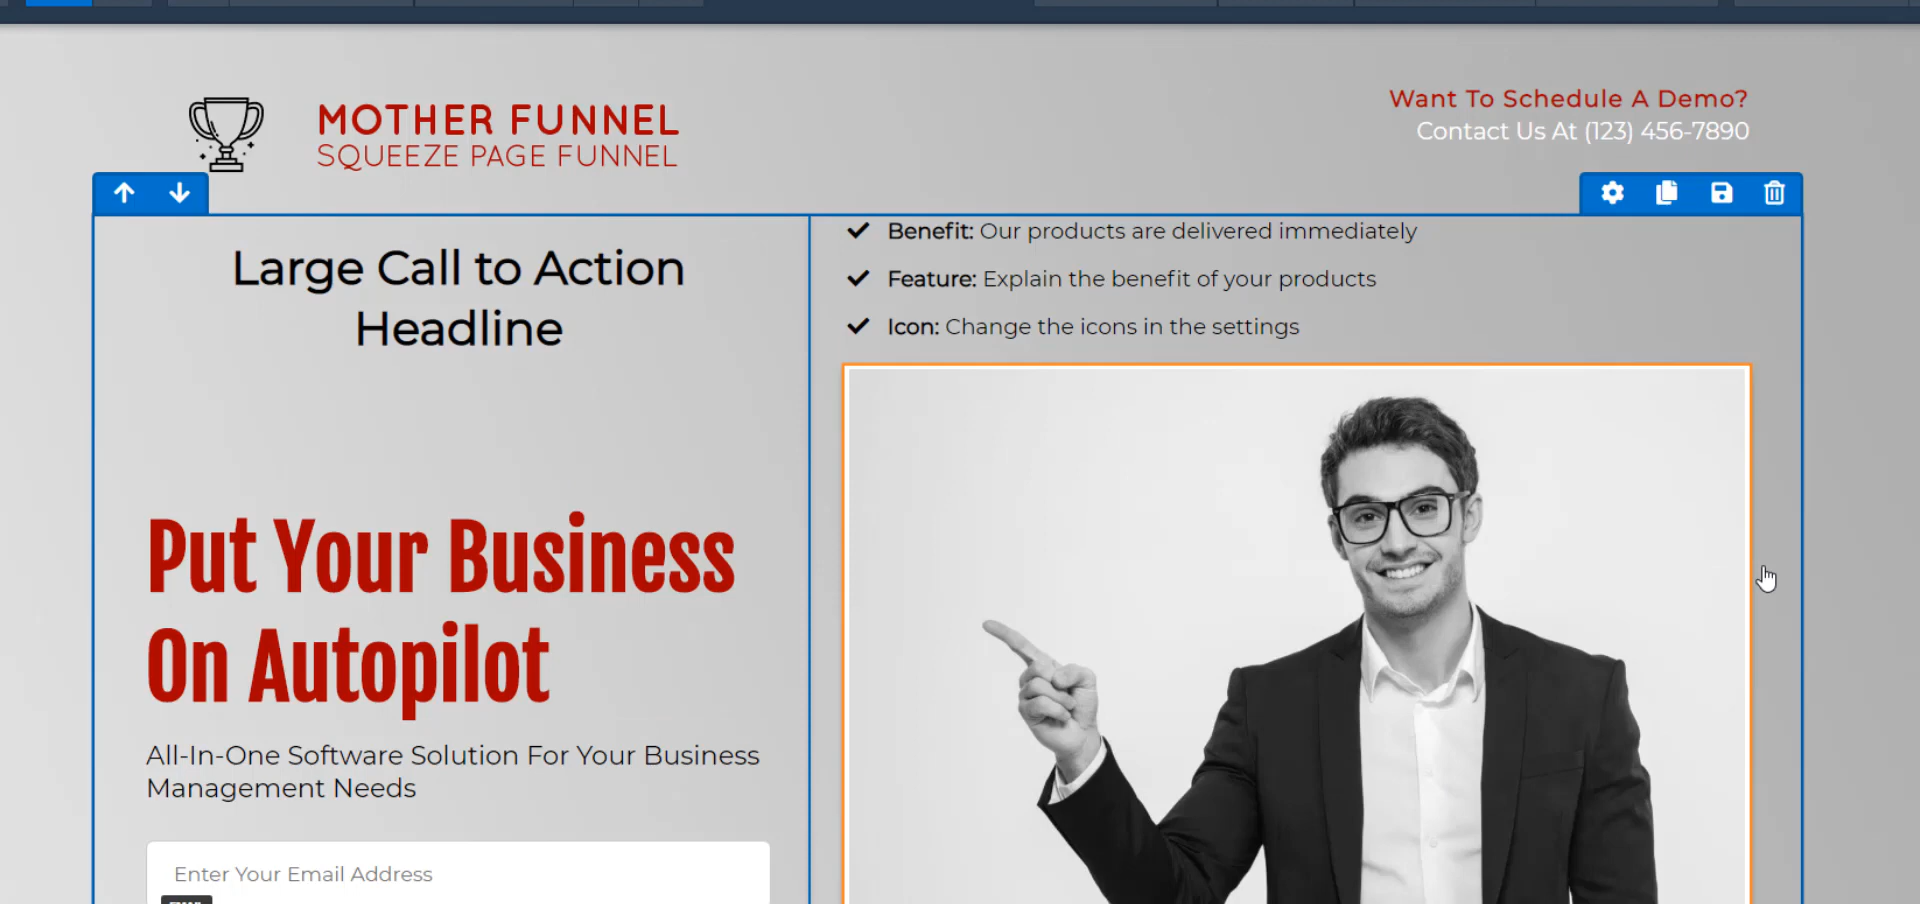 MOTHER FUNNEL
SQUEEZE PAGE FUNNEL
Want To Schedule A Demo?
Contact Us At (123) 456-7890
Large Call to Action
Headline
Put Your Business
On Autopilot
All-In-One Software Solution For Your Business
Management Needs
Enter Your Email Address
Benefit: Our products are delivered immediately
Feature: Explain the benefit of your products
Icon: Change the icons in the settings